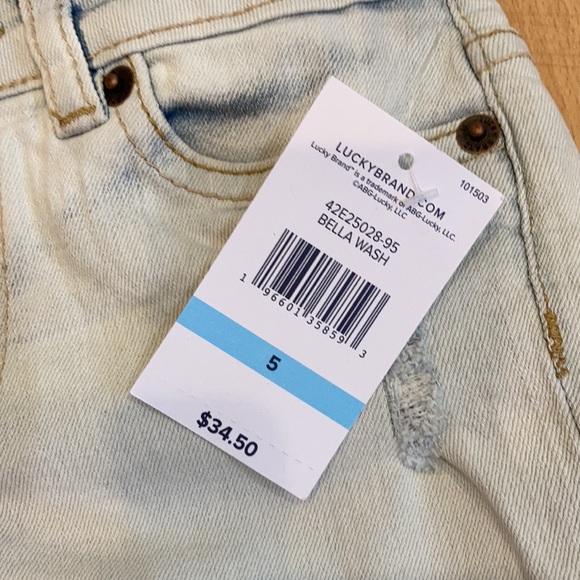 LUCKYBRAND.COM
101503
Lucky Brand™ is a trademark of ABG-Lucky, LLC.
©ABG-Lucky, LLC
42E25028-95
BELLA WASH
1 96601 35859 3
5
$34.50